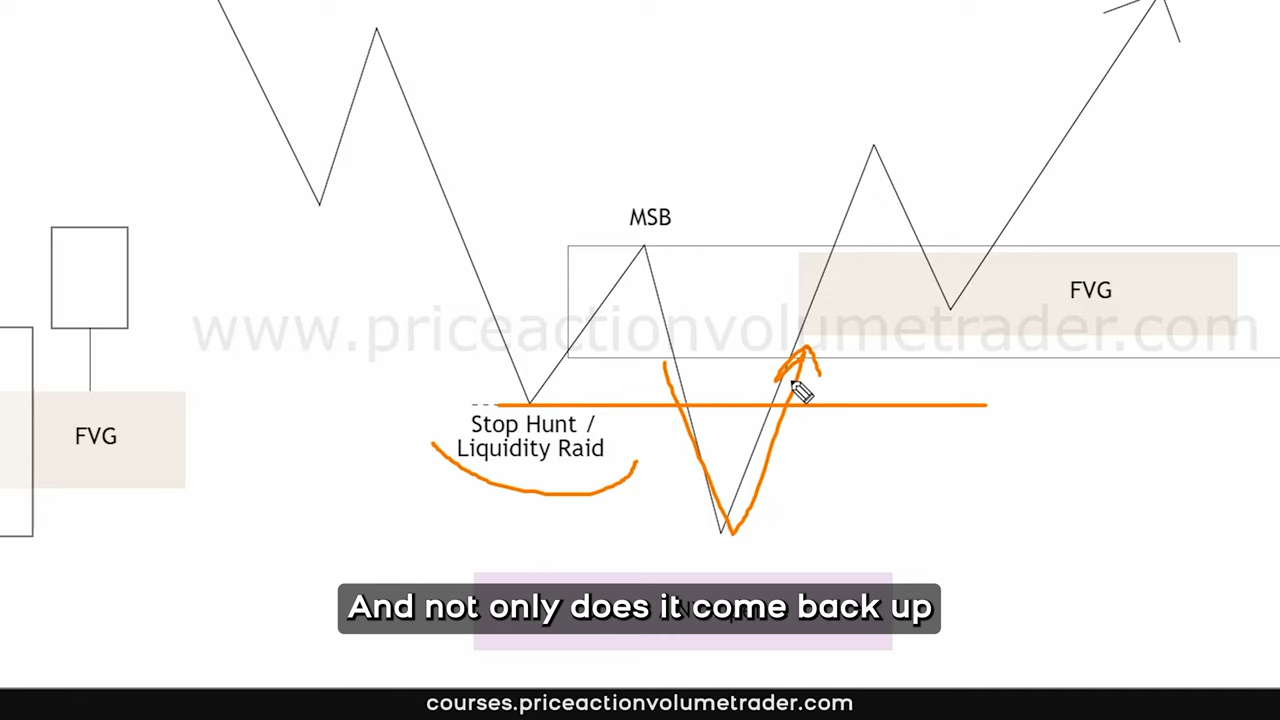 MSB
FVG
www.priceactionvolumetrader.com
Stop Hunt /
Liquidity Raid
FVG
And not only does it come back up
courses.priceactionvolumetrader.com